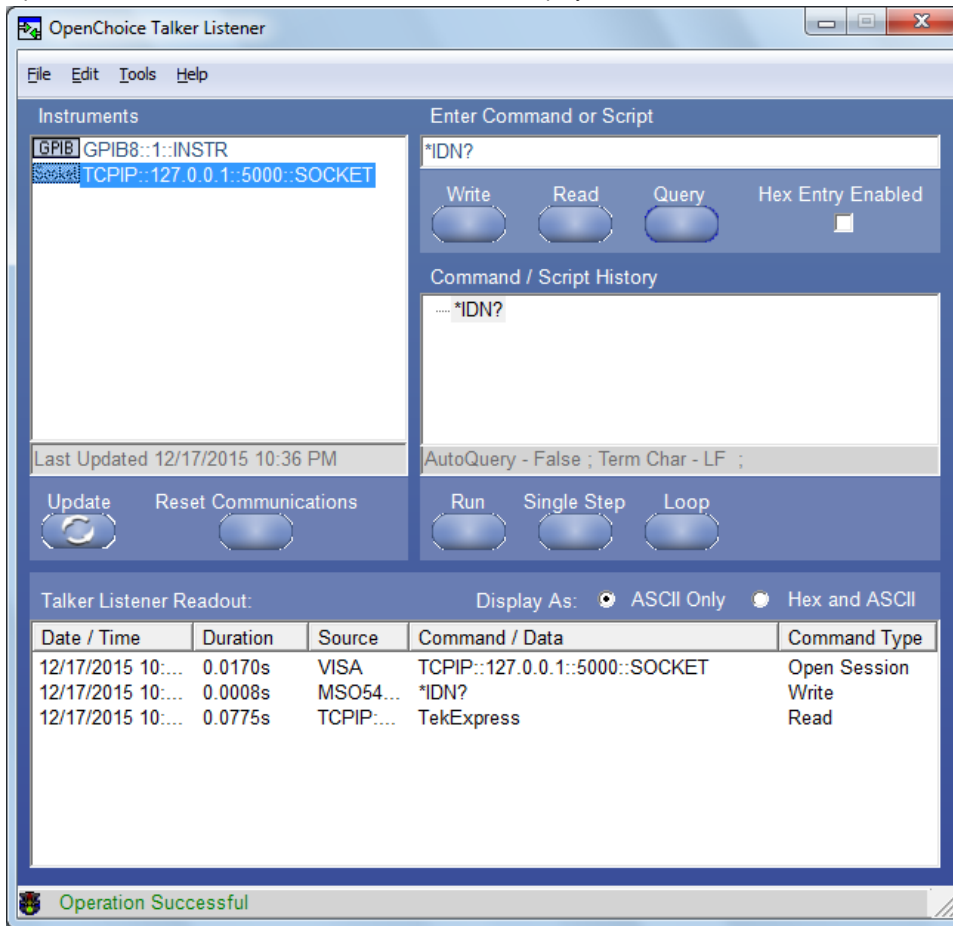 OpenChoice Talker Listener
File Edit Tools Help
Instruments
GPIB GPIB8::1::INSTR
Socket TCPIP::127.0.0.1::5000::SOCKET
Last Updated 12/17/2015 10:36 PM
Update Reset Communications
Enter Command or Script
*IDN?
Write Read Query Hex Entry Enabled
Command / Script History
*IDN?
AutoQuery - False ; Term Char - LF ;
Run Single Step Loop
Talker Listener Readout: Display As: ASCII Only Hex and ASCII
Date / Time Duration Source Command / Data Command Type
12/17/2015 10:... 0.0170s VISA TCPIP::127.0.0.1::5000::SOCKET Open Session
12/17/2015 10:... 0.0008s MSO54... *IDN? Write
12/17/2015 10:... 0.0775s TCPIP:... TekExpress Read
Operation Successful